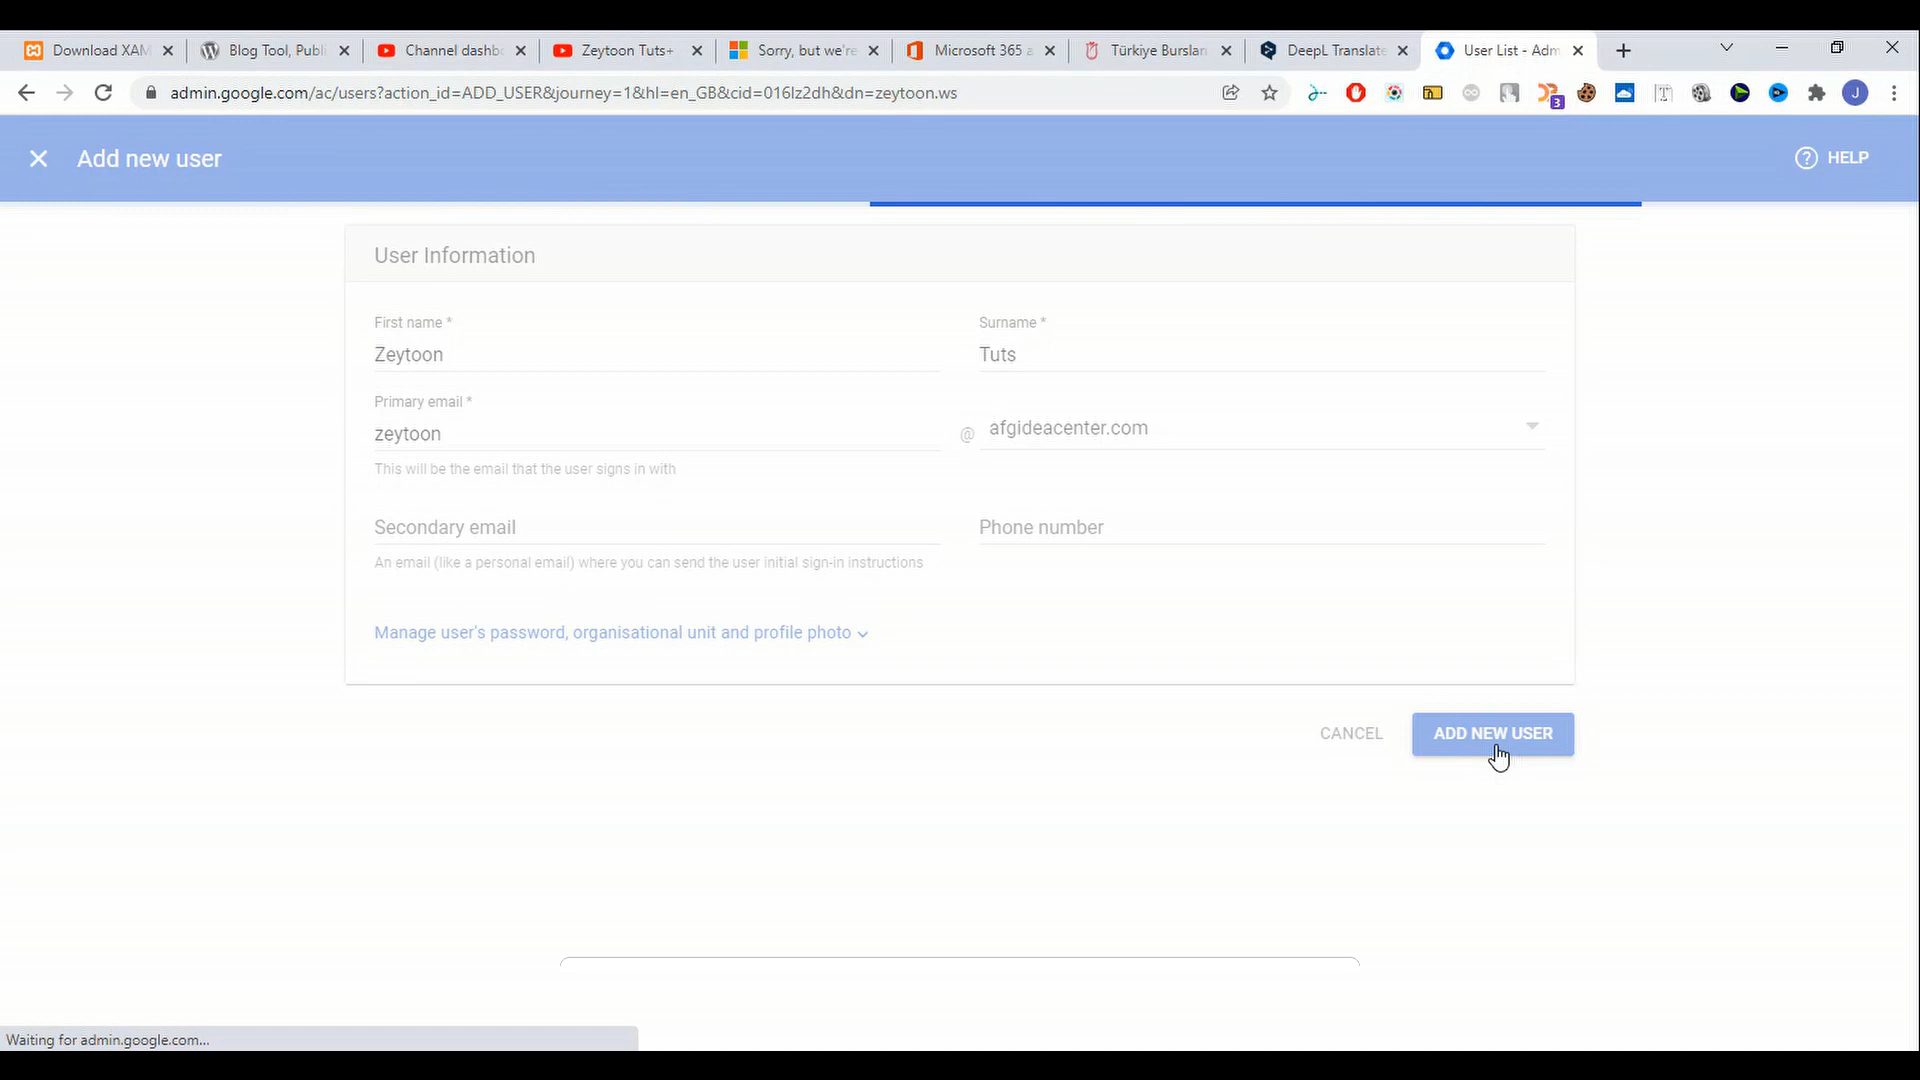 Download XAM
Blog Tool, Publi
Channel dashb
Zeytoon Tuts+
Sorry, but we're
Microsoft 365 a
Türkiye Burslan
DeepL Translate
User List - Adm
admin.google.com/ac/users?action_id=ADD_USER&journey=1&hl=en_GB&cid=016lz2dh&dn=zeytoon.ws
3
J
Add new user
? HELP
User Information
First name *
Surname *
Zeytoon
Tuts
Primary email *
zeytoon
@
afgideacenter.com
This will be the email that the user signs in with
Secondary email
Phone number
An email (like a personal email) where you can send the user initial sign-in instructions
Manage user's password, organisational unit and profile photo
CANCEL
ADD NEW USER
Waiting for admin.google.com...